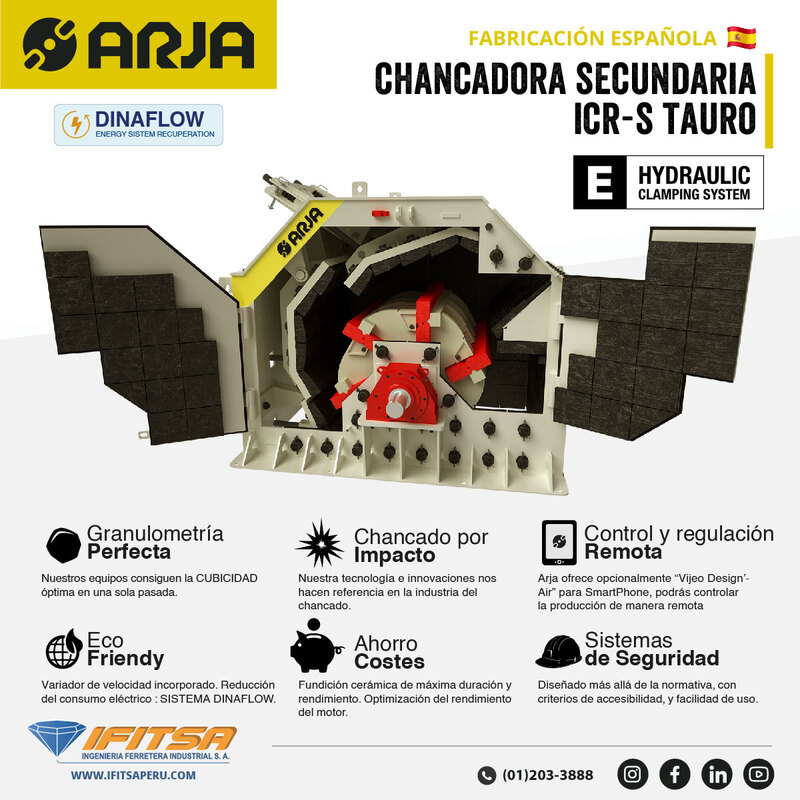 ARJA
FABRICACIÓN ESPAÑOLA
CHANCADORA SECUNDARIA
ICR-S TAURO
DINAFLOW
ENERGY SISTEM RECUPERATION
E HYDRAULIC
CLAMPING SYSTEM
ARJA
Granulometría
Perfecta
Nuestros equipos consiguen la CUBICIDAD
óptima en una sola pasada.
Chancado por
Impacto
Nuestra tecnología e innovaciones nos
hacen referencia en la industria del
chancado.
Control y regulación
Remota
Arja ofrece opcionalmente “Vijeo Design’-
Air” para SmartPhone, podrás controlar
la producción de manera remota
Eco
Friendy
Variador de velocidad incorporado. Reducción
del consumo eléctrico : SISTEMA DINAFLOW.
Ahorro
Costes
Fundición cerámica de máxima duración y
rendimiento. Optimización del rendimiento
del motor.
Sistemas
de Seguridad
Diseñado más allá de la normativa, con
criterios de accesibilidad, y facilidad de uso.
IFITSA
INGENIERIA FERRETERA INDUSTRIAL S. A.
WWW.IFITSAPERU.COM
(01)203-3888